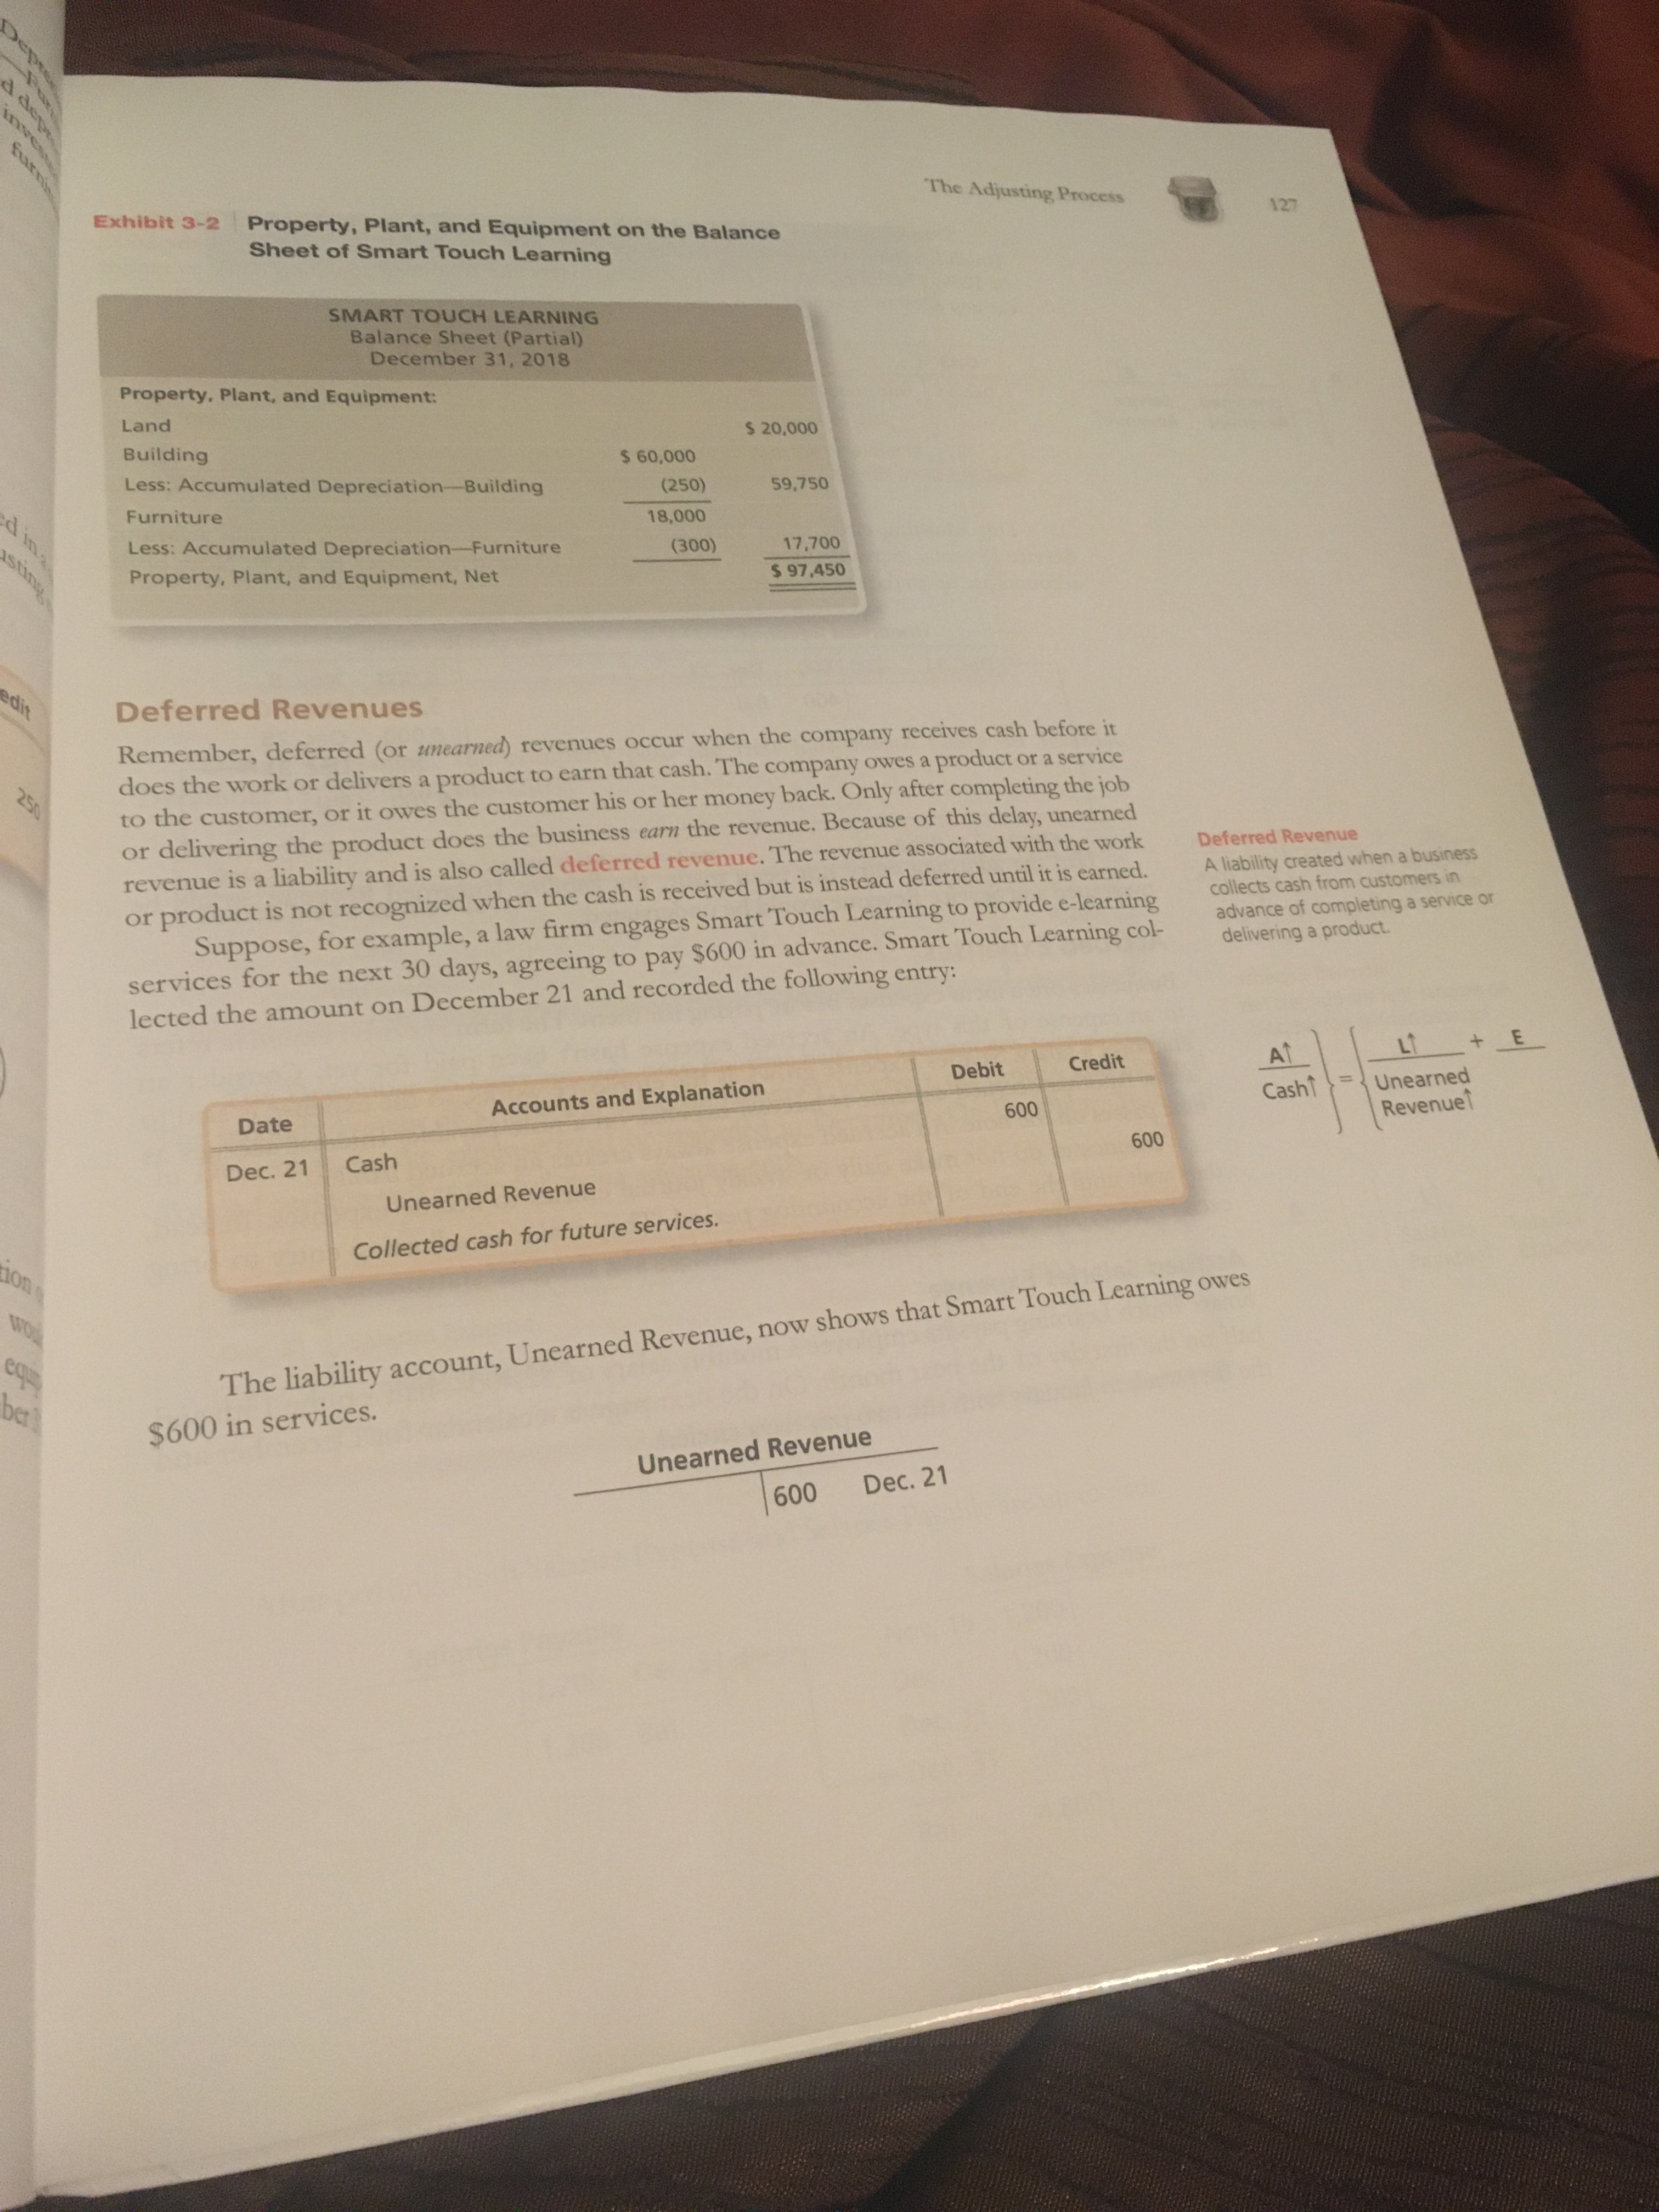 The Adjusting Process 127
Exhibit 3-2 Property, Plant, and Equipment on the Balance
Sheet of Smart Touch Learning
SMART TOUCH LEARNING
Balance Sheet (Partial)
December 31, 2018
Property, Plant, and Equipment:
Land $ 20,000
Building $ 60,000
Less: Accumulated Depreciation—Building (250) 59,750
Furniture 18,000
Less: Accumulated Depreciation—Furniture (300) 17,700
Property, Plant, and Equipment, Net $ 97,450
Deferred Revenues
Remember, deferred (or unearned) revenues occur when the company receives cash before it
does the work or delivers a product to earn that cash. The company owes a product or a service
to the customer, or it owes the customer his or her money back. Only after completing the job
or delivering the product does the business earn the revenue. Because of this delay, unearned
revenue is a liability and is also called deferred revenue. The revenue associated with the work
or product is not recognized when the cash is received but is instead deferred until it is earned.
Suppose, for example, a law firm engages Smart Touch Learning to provide e-learning
services for the next 30 days, agreeing to pay $600 in advance. Smart Touch Learning col-
lected the amount on December 21 and recorded the following entry:
Deferred Revenue
A liability created when a business
collects cash from customers in
advance of completing a service or
delivering a product.
Date Accounts and Explanation Debit Credit
Dec. 21 Cash 600
Unearned Revenue 600
Collected cash for future services.
A↑ } = { L↑ + E
Cash↑ Unearned
Revenue↑
The liability account, Unearned Revenue, now shows that Smart Touch Learning owes
$600 in services.
Unearned Revenue
600 Dec. 21
edit
250